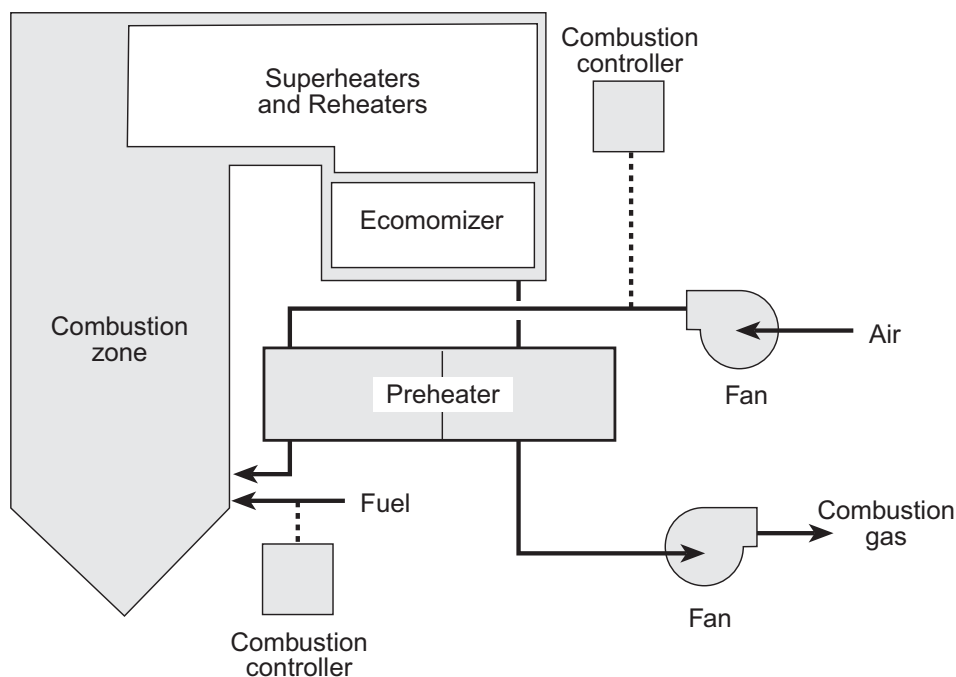 Combustion
controller
Superheaters
and Reheaters
Ecomomizer
Combustion
zone
Air
Preheater
Fan
Fuel
Combustion
gas
Fan
Combustion
controller